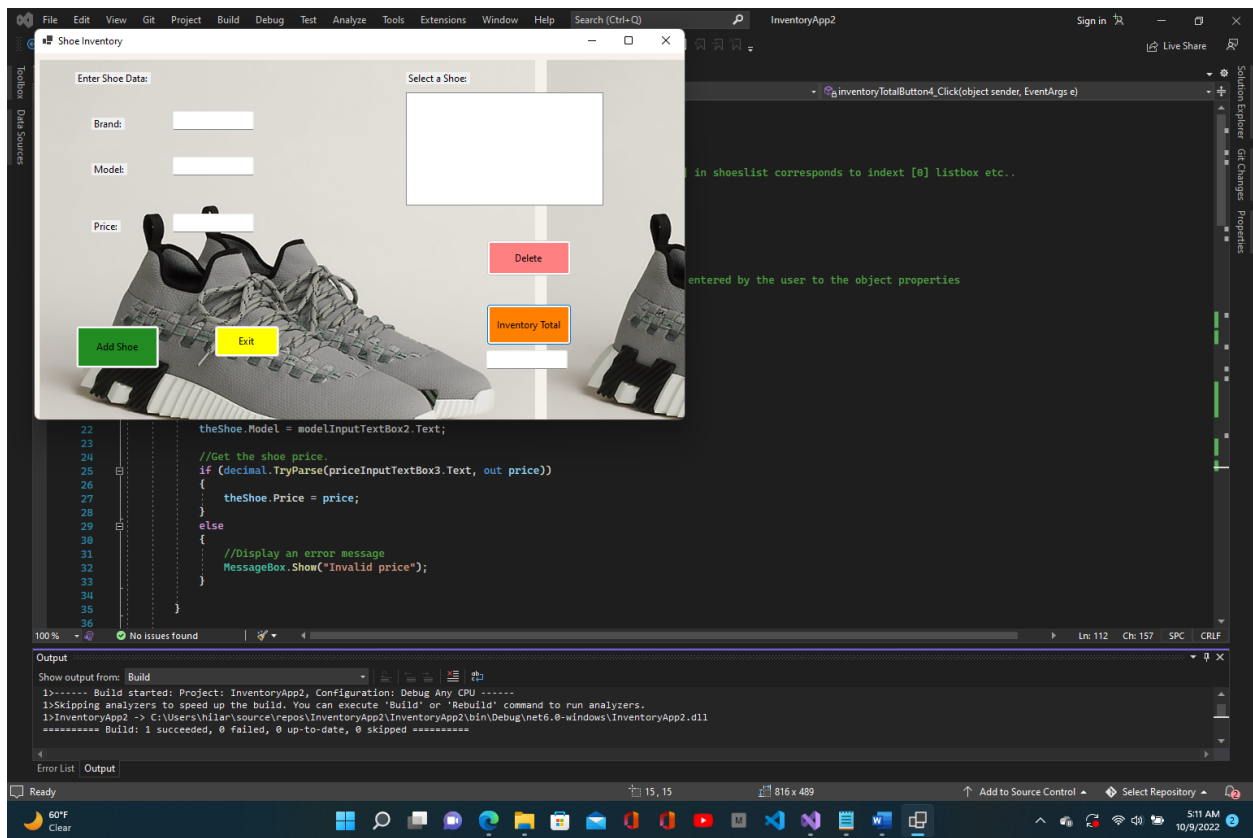 File Edit View Git Project Build Debug Test Analyze Tools Extensions Window Help Search (Ctrl+Q) InventoryApp2 Sign in
Shoe Inventory
Live Share
Toolbox
Data Sources
Solution Explorer
Git Changes
Properties
inventoryTotalButton4_Click(object sender, EventArgs e)
Enter Shoe Data:
Select a Shoe:
Brand:
Model:
Price:
Delete
Inventory Total
Add Shoe
Exit
in shoeslist corresponds to indext [0] listbox etc..
entered by the user to the object properties
22 theShoe.Model = modelInputTextBox2.Text;
23
24 //Get the shoe price.
25 if (decimal.TryParse(priceInputTextBox3.Text, out price))
26 {
27 theShoe.Price = price;
28 }
29 else
30 {
31 //Display an error message
32 MessageBox.Show("Invalid price");
33 }
34
35 }
36
100 % No issues found Ln: 112 Ch: 157 SPC CRLF
Output
Show output from: Build
1>------ Build started: Project: InventoryApp2, Configuration: Debug Any CPU ------
1>Skipping analyzers to speed up the build. You can execute 'Build' or 'Rebuild' command to run analyzers.
1>InventoryApp2 -> C:\Users\hilar\source\repos\InventoryApp2\InventoryApp2\bin\Debug\net6.0-windows\InventoryApp2.dll
========== Build: 1 succeeded, 0 failed, 0 up-to-date, 0 skipped ==========
Error List Output
Ready 15, 15 816 x 489 Add to Source Control Select Repository 2
60°F
Clear
5:11 AM
10/9/2022
2